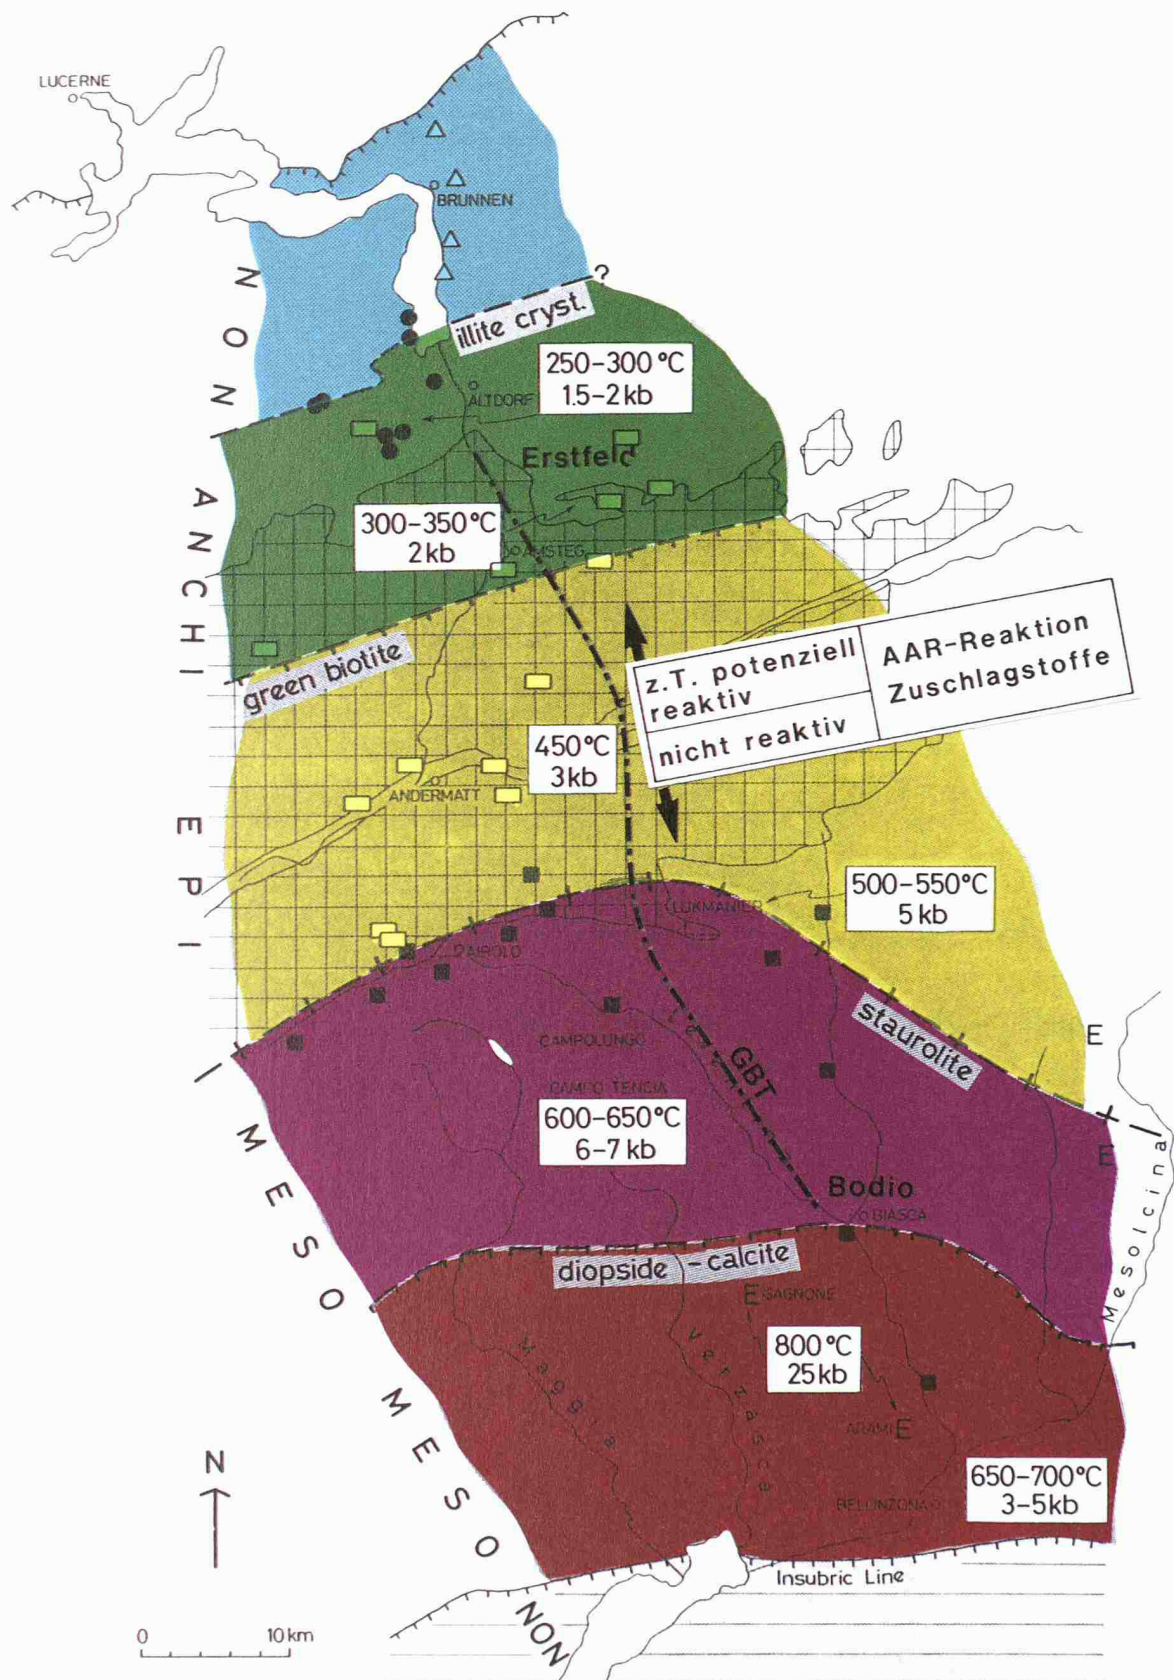 LUCERNE
BRUNNEN
NON
?
illite cryst.
250–300°C
1.5–2 kb
ALTDORF
Erstfeld
ANCHI
300–350°C
2 kb
AMSTEG
green biotite
z.T. potenziell
reaktiv
nicht reaktiv
AAR-Reaktion
Zuschlagstoffe
450°C
3 kb
ANDERMATT
EPI
500–550°C
5 kb
LUKMANIER
staurolite
E
CAMPOLUNGO
CAMPO TENCIA
GBT
600–650°C
6–7 kb
E
MESO
Bodio
BIASCA
Mesolcina
diopside – calcite
E GAGNONE
800°C
25 kb
Maggia
Verzasca
ARAMI E
MESO
N
650–700°C
3–5 kb
BELLINZONA
Insubric Line
NON
0 10 km